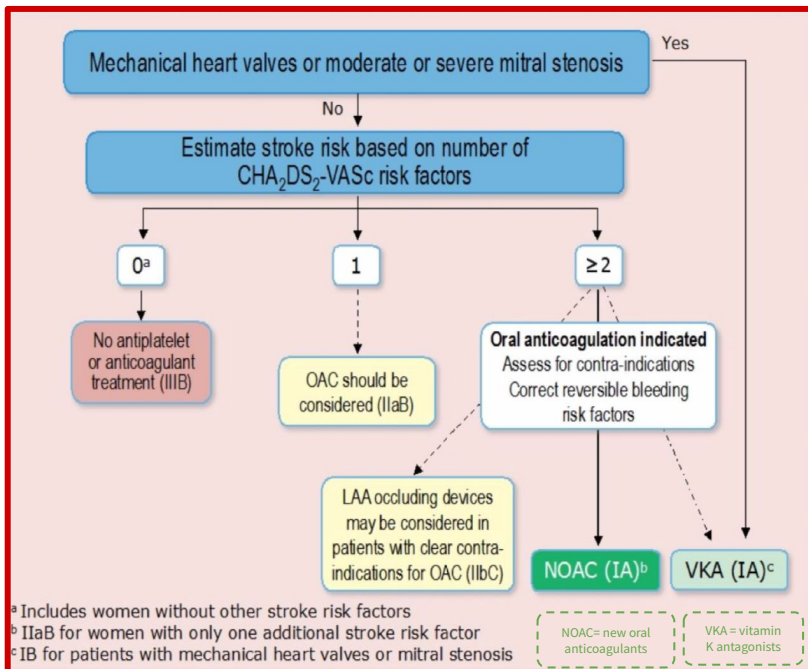 Yes
Mechanical heart valves or moderate or severe mitral stenosis
No
Estimate stroke risk based on number of
CHA₂DS₂-VASc risk factors
0ᵃ
1
≥2
No antiplatelet
or anticoagulant
treatment (IIIB)
OAC should be
considered (IIaB)
Oral anticoagulation indicated
Assess for contra-indications
Correct reversible bleeding
risk factors
LAA occluding devices
may be considered in
patients with clear contra-
indications for OAC (IIbC)
NOAC (IA)ᵇ
VKA (IA)ᶜ
ᵃ Includes women without other stroke risk factors
ᵇ IIaB for women with only one additional stroke risk factor
ᶜ IB for patients with mechanical heart valves or mitral stenosis
NOAC= new oral
anticoagulants
VKA = vitamin
K antagonists